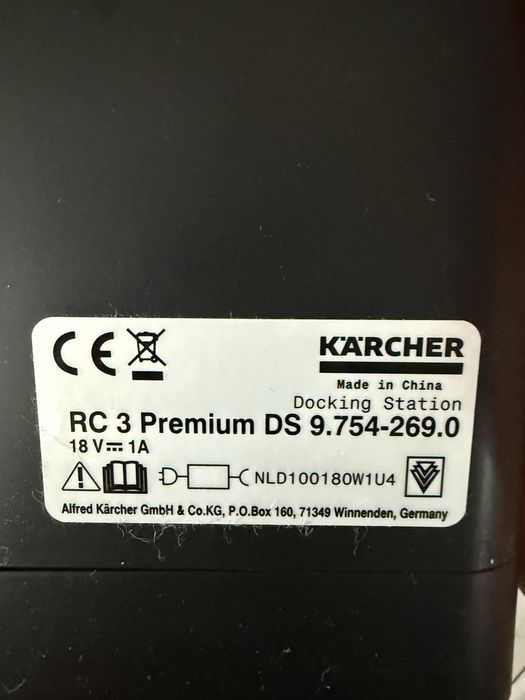 CE
KÄRCHER
Made in China
Docking Station
RC 3 Premium DS 9.754-269.0
18 V⎓ 1A
NLD100180W1U4
Alfred Kärcher GmbH & Co.KG, P.O.Box 160, 71349 Winnenden, Germany